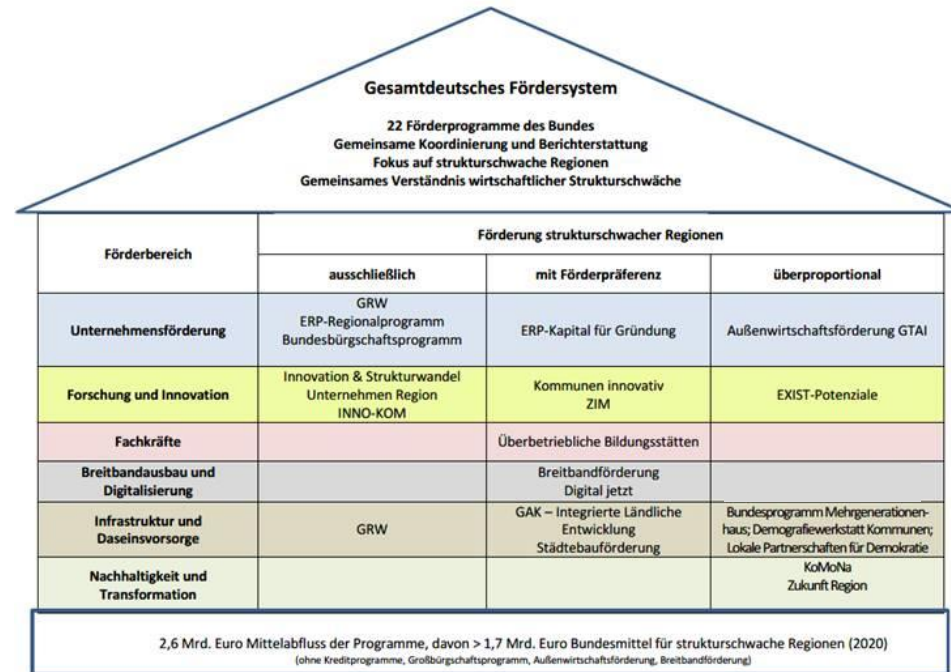 Gesamtdeutsches Fördersystem
22 Förderprogramme des Bundes
Gemeinsame Koordinierung und Berichterstattung
Fokus auf strukturschwache Regionen
Gemeinsames Verständnis wirtschaftlicher Strukturschwäche
Förderbereich
Förderung strukturschwacher Regionen
ausschließlich
mit Förderpräferenz
überproportional
Unternehmensförderung
GRW
ERP-Regionalprogramm
Bundesbürgschaftsprogramm
ERP-Kapital für Gründung
Außenwirtschaftsförderung GTAI
Forschung und Innovation
Innovation & Strukturwandel
Unternehmen Region
INNO-KOM
Kommunen innovativ
ZIM
EXIST-Potenziale
Fachkräfte
Überbetriebliche Bildungsstätten
Breitbandausbau und
Digitalisierung
Breitbandförderung
Digital jetzt
Infrastruktur und
Daseinsvorsorge
GRW
GAK – Integrierte Ländliche
Entwicklung
Städtebauförderung
Bundesprogramm Mehrgenerationen-
haus; Demografiewerkstatt Kommunen;
Lokale Partnerschaften für Demokratie
Nachhaltigkeit und
Transformation
KoMoNa
Zukunft Region
2,6 Mrd. Euro Mittelabfluss der Programme, davon > 1,7 Mrd. Euro Bundesmittel für strukturschwache Regionen (2020)
(ohne Kreditprogramme, Großbürgschaftsprogramm, Außenwirtschaftsförderung, Breitbandförderung)